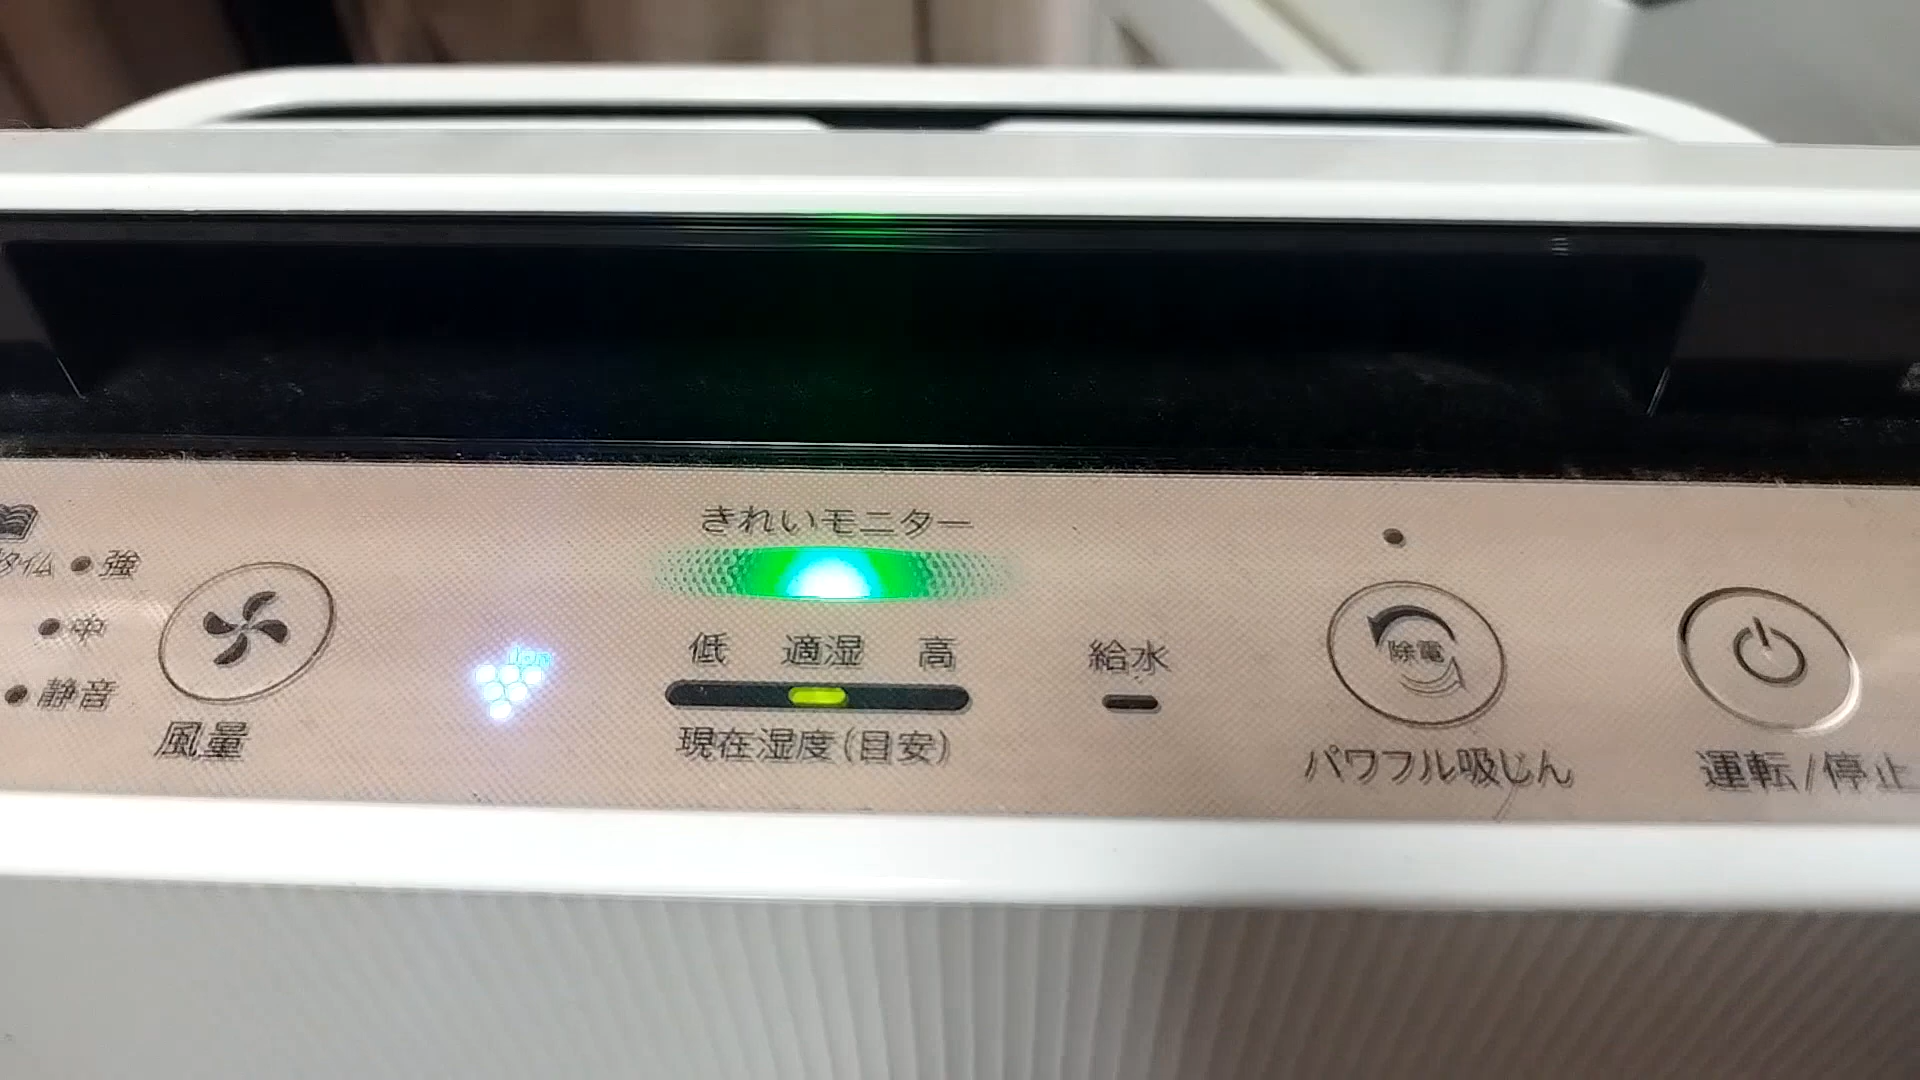 きれいモニター
タイム
強
中
静音
風量
Ion
低 適湿 高
現在湿度(目安)
給水
除電
パワフル吸じん
運転/停止